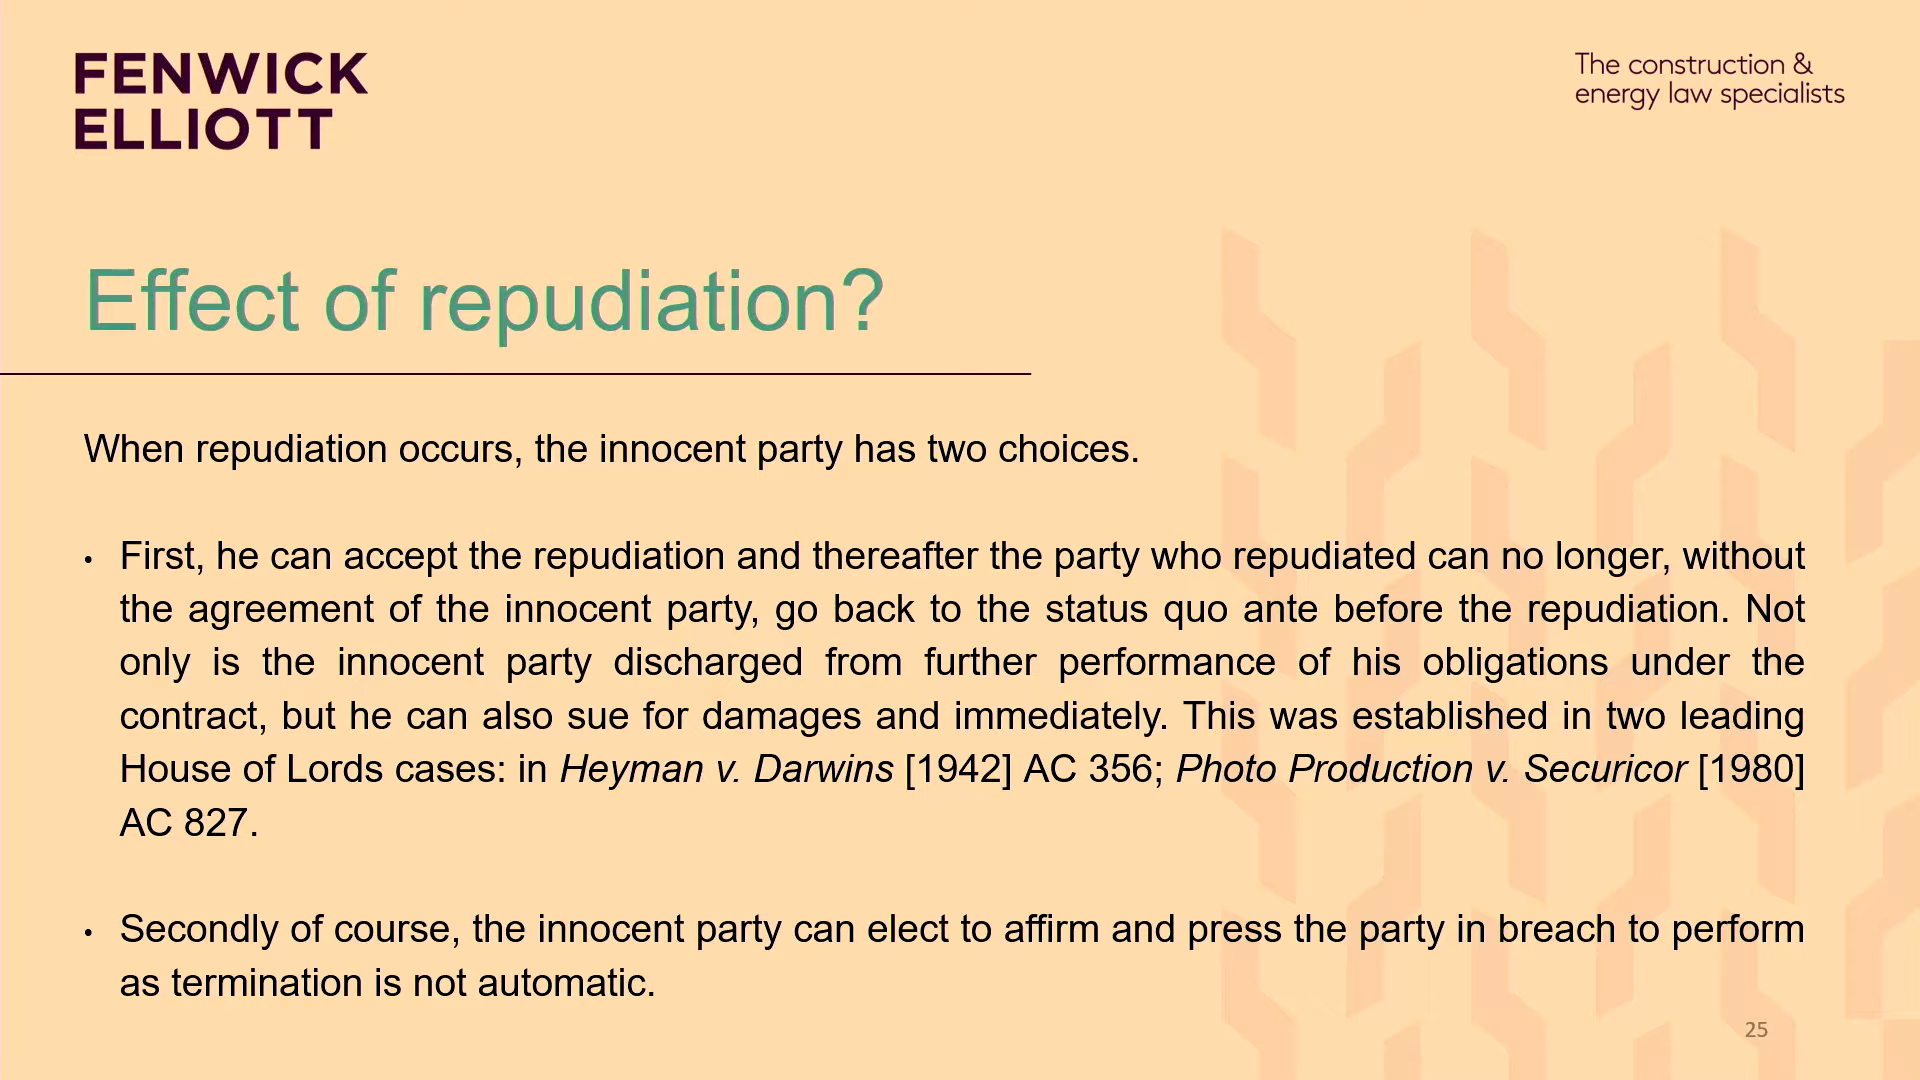 FENWICK
ELLIOTT
The construction &
energy law specialists
Effect of repudiation?
When repudiation occurs, the innocent party has two choices.
• First, he can accept the repudiation and thereafter the party who repudiated can no longer, without
the agreement of the innocent party, go back to the status quo ante before the repudiation. Not
only is the innocent party discharged from further performance of his obligations under the
contract, but he can also sue for damages and immediately. This was established in two leading
House of Lords cases: in Heyman v. Darwins [1942] AC 356; Photo Production v. Securicor [1980]
AC 827.
• Secondly of course, the innocent party can elect to affirm and press the party in breach to perform
as termination is not automatic.
25